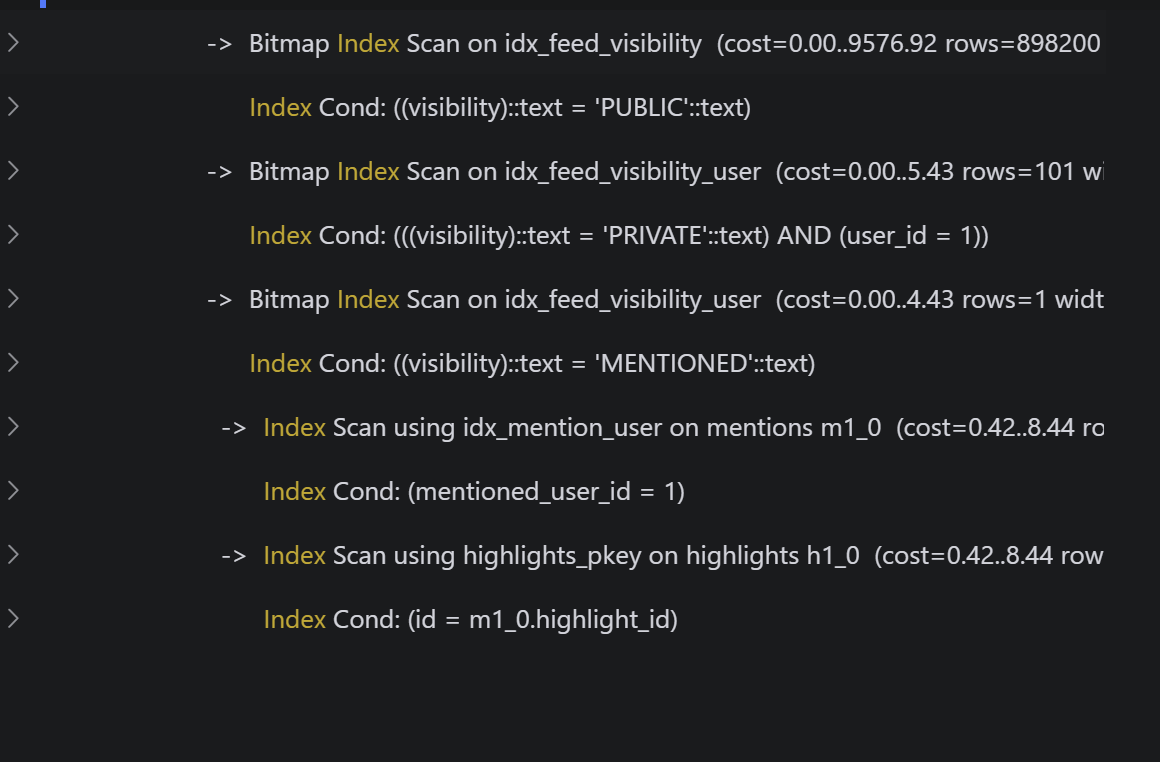 -> Bitmap Index Scan on idx_feed_visibility (cost=0.00..9576.92 rows=898200
Index Cond: ((visibility)::text = 'PUBLIC'::text)
-> Bitmap Index Scan on idx_feed_visibility_user (cost=0.00..5.43 rows=101 wi
Index Cond: (((visibility)::text = 'PRIVATE'::text) AND (user_id = 1))
-> Bitmap Index Scan on idx_feed_visibility_user (cost=0.00..4.43 rows=1 widt
Index Cond: ((visibility)::text = 'MENTIONED'::text)
-> Index Scan using idx_mention_user on mentions m1_0 (cost=0.42..8.44 ro
Index Cond: (mentioned_user_id = 1)
-> Index Scan using highlights_pkey on highlights h1_0 (cost=0.42..8.44 row
Index Cond: (id = m1_0.highlight_id)